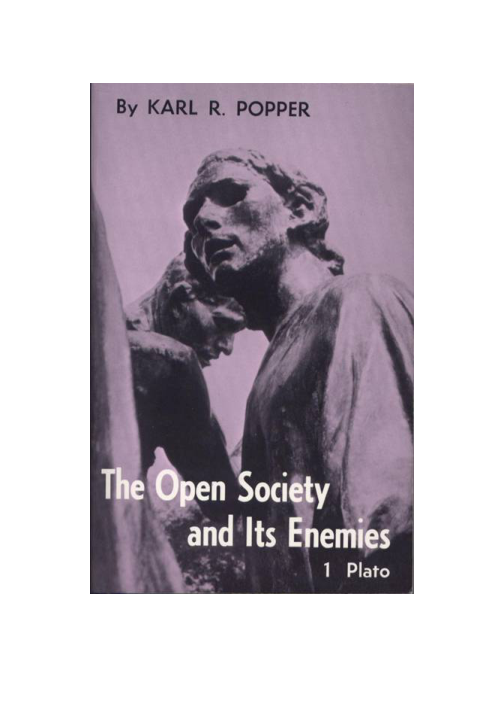 By KARL R. POPPER
The Open Society
and Its Enemies
1 Plato